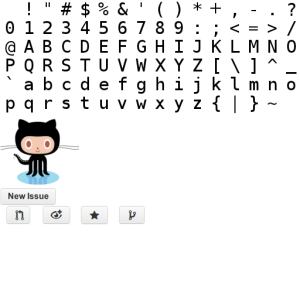 ! " # $ % & ' ( ) * + , - . ?
0 1 2 3 4 5 6 7 8 9 : ; < = > /
@ A B C D E F G H I J K L M N O
P Q R S T U V W X Y Z [ \ ] ^ _
` a b c d e f g h i j k l m n o
p q r s t u v w x y z { | } ~
New Issue